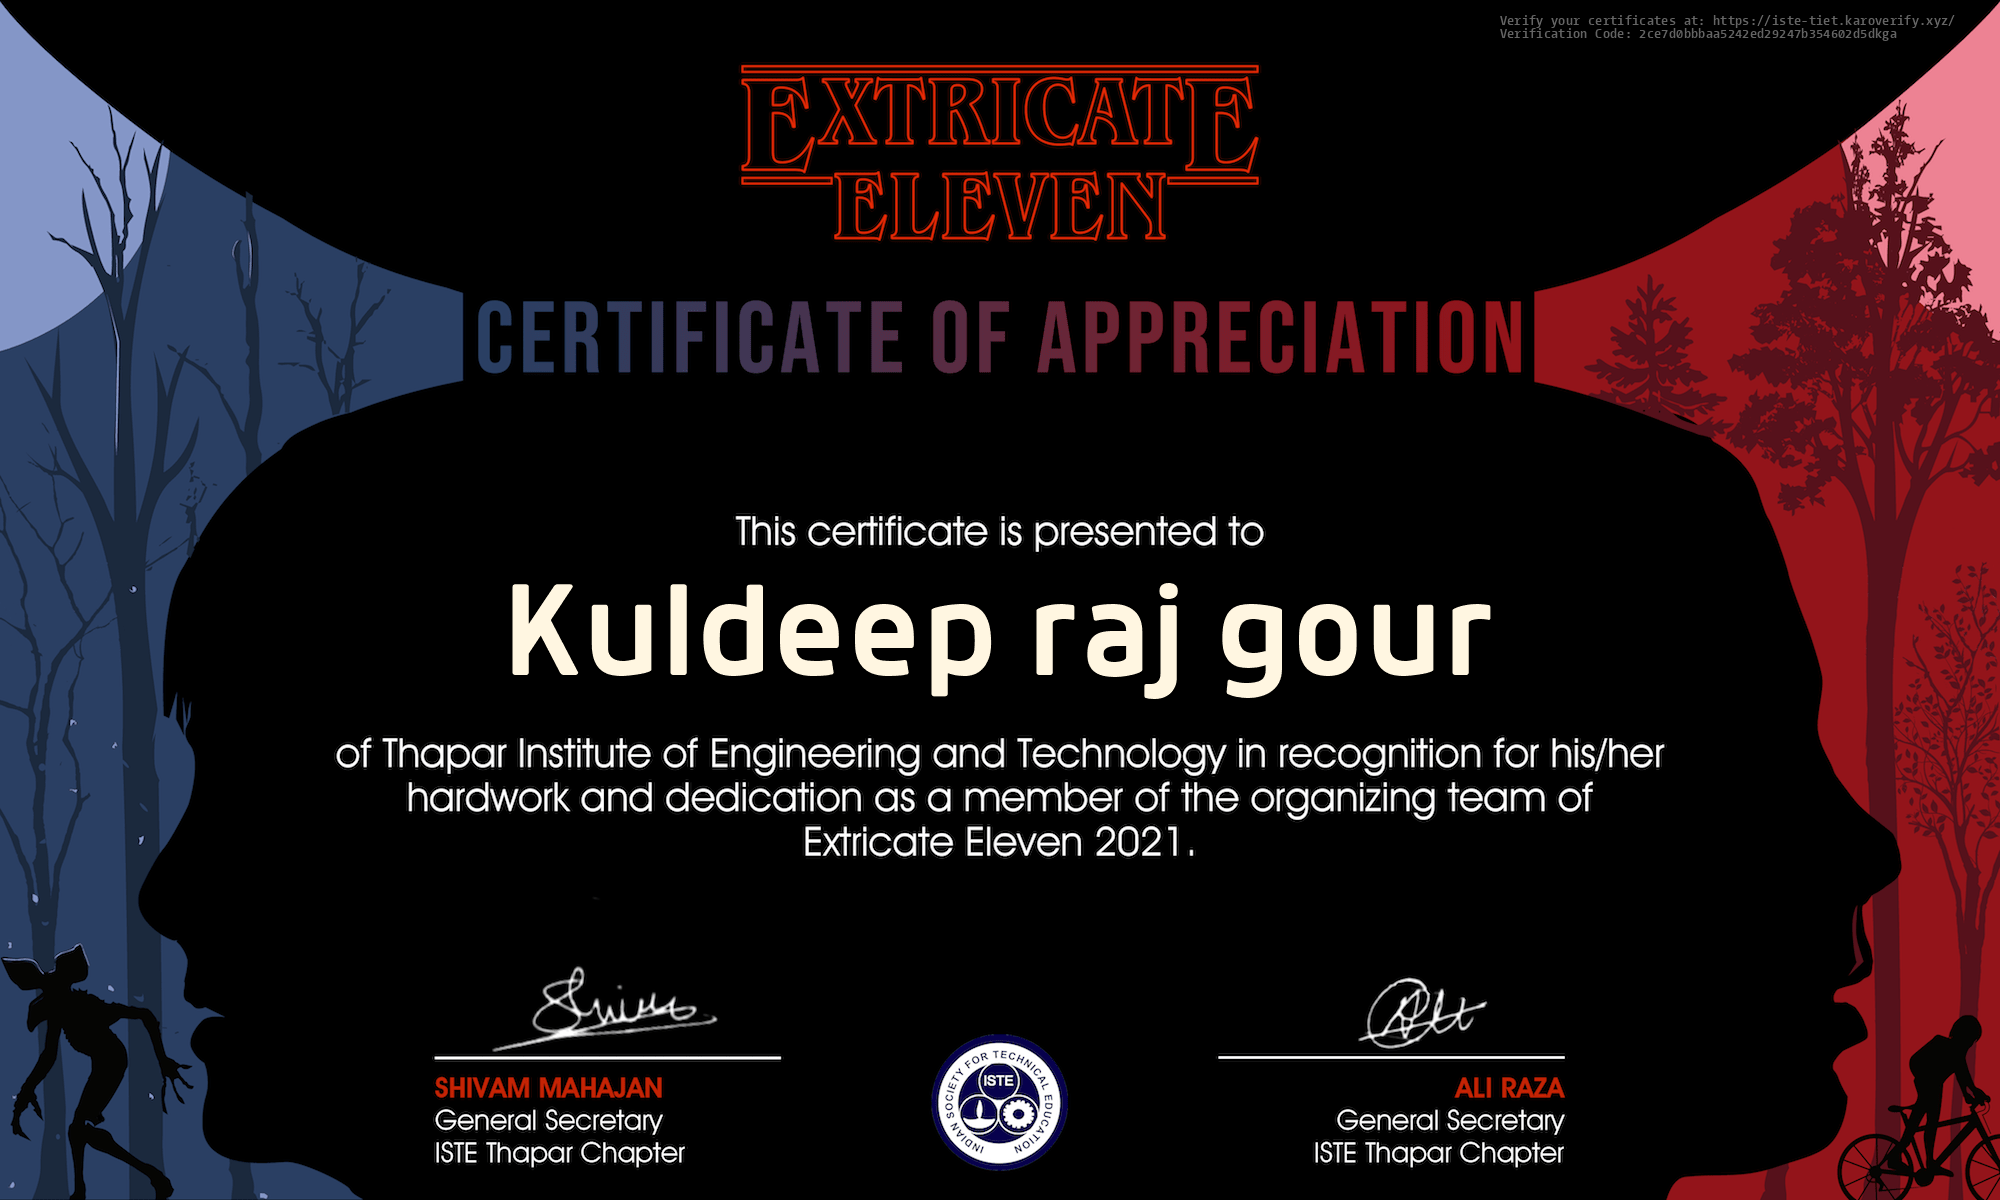 Verify your certificates at: https://iste-tiet.karoverify.xyz/
Verification Code: 2ce7d0bbbaa5242ed29247b354602d5dkga
EXTRICATE
ELEVEN
CERTIFICATE OF APPRECIATION
This certificate is presented to
Kuldeep raj gour
of Thapar Institute of Engineering and Technology in recognition for his/her
hardwork and dedication as a member of the organizing team of
Extricate Eleven 2021.
SHIVAM MAHAJAN
General Secretary
ISTE Thapar Chapter
INDIAN SOCIETY FOR TECHNICAL EDUCATION
ISTE
ALI RAZA
General Secretary
ISTE Thapar Chapter